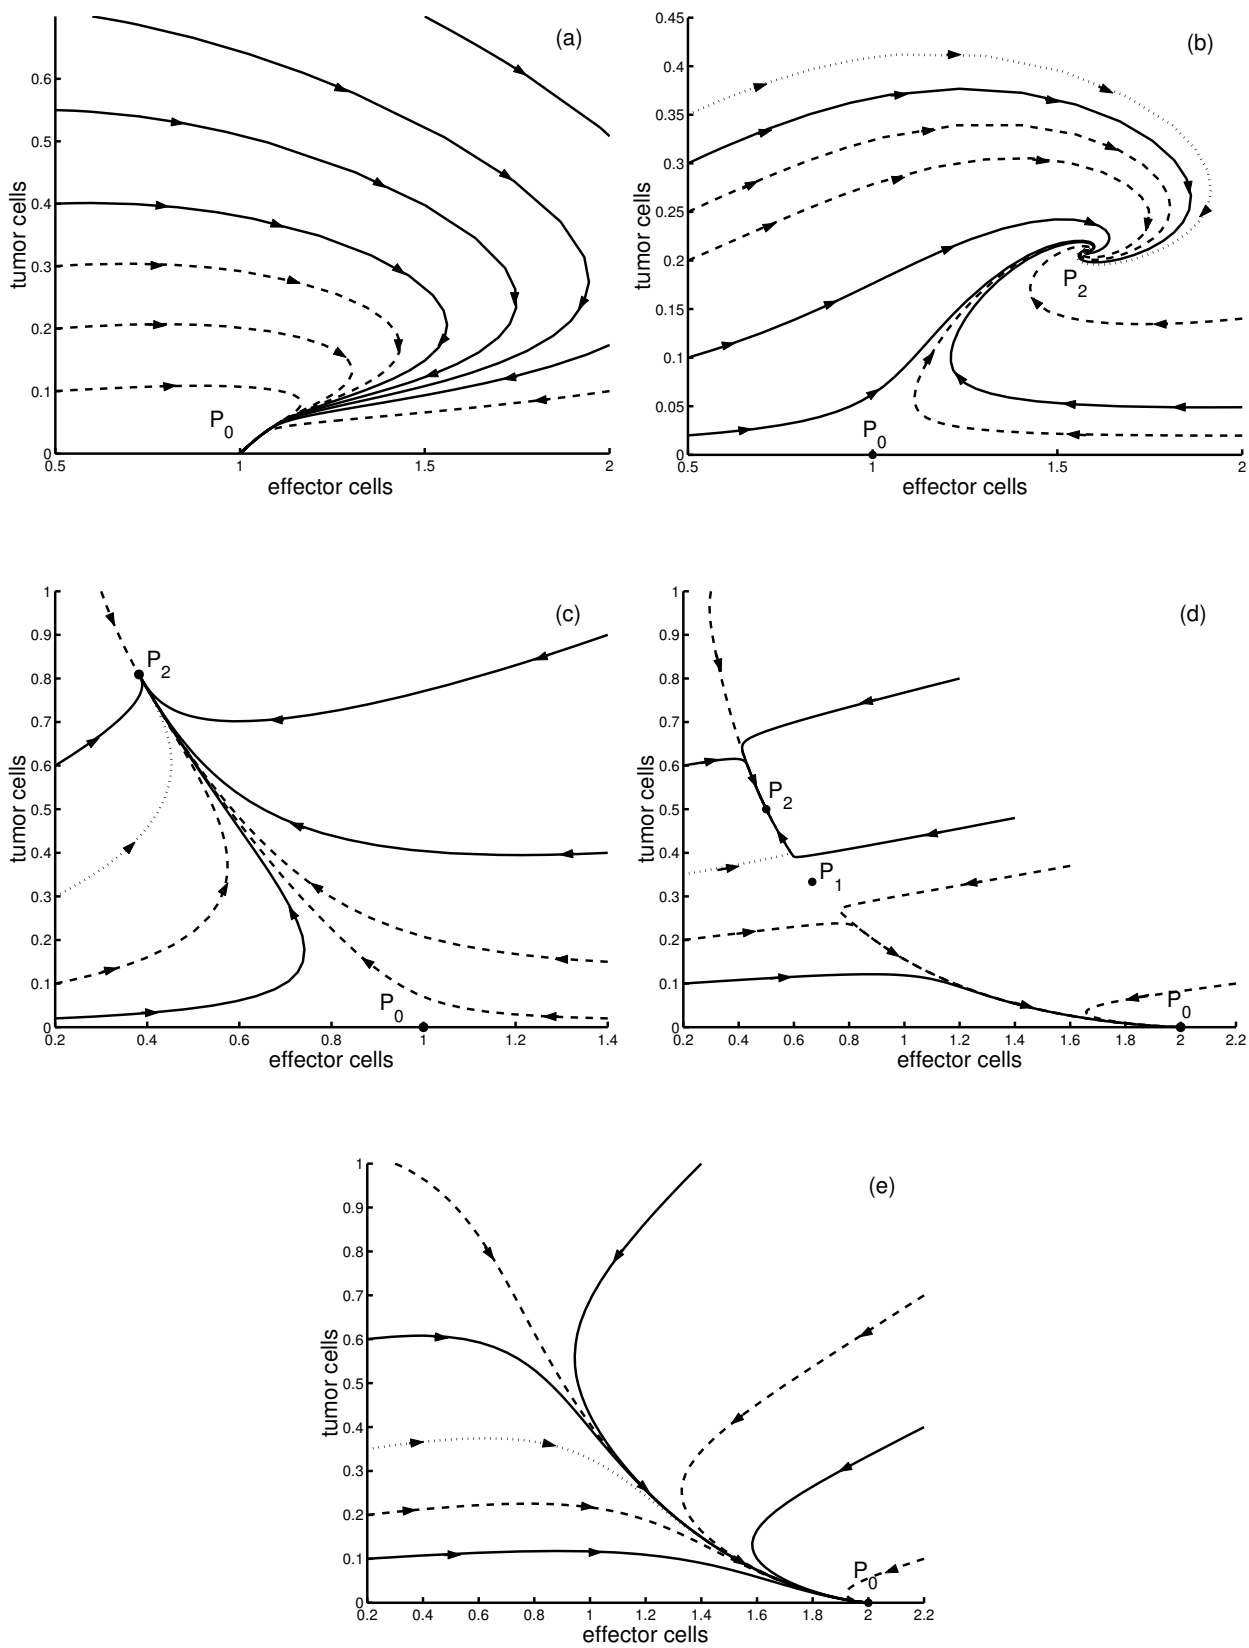 (a)
0.6
0.5
0.4
0.3
0.2
0.1
0
tumor cells
P0
0.5 1 1.5 2
effector cells
(b)
0.45
0.4
0.35
0.3
0.25
0.2
0.15
0.1
0.05
0
tumor cells
P2
P0
0.5 1 1.5 2
effector cells
(c)
1
0.9
0.8
0.7
0.6
0.5
0.4
0.3
0.2
0.1
0
tumor cells
P2
P0
0.2 0.4 0.6 0.8 1 1.2 1.4
effector cells
(d)
1
0.9
0.8
0.7
0.6
0.5
0.4
0.3
0.2
0.1
0
tumor cells
P2
P1
P0
0.2 0.4 0.6 0.8 1 1.2 1.4 1.6 1.8 2 2.2
effector cells
(e)
1
0.9
0.8
0.7
0.6
0.5
0.4
0.3
0.2
0.1
0
tumor cells
P0
0.2 0.4 0.6 0.8 1 1.2 1.4 1.6 1.8 2 2.2
effector cells